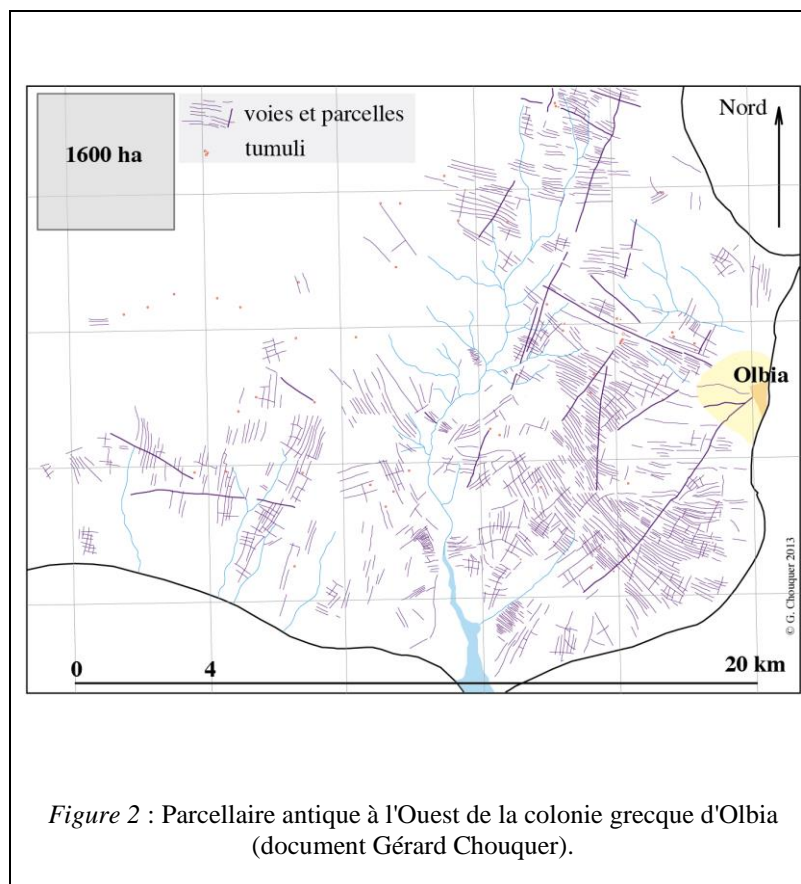 1600 ha
voies et parcelles
tumuli
Nord
Olbia
© G. Chouquer 2013
0
4
20 km
Figure 2 : Parcellaire antique à l'Ouest de la colonie grecque d'Olbia
(document Gérard Chouquer).